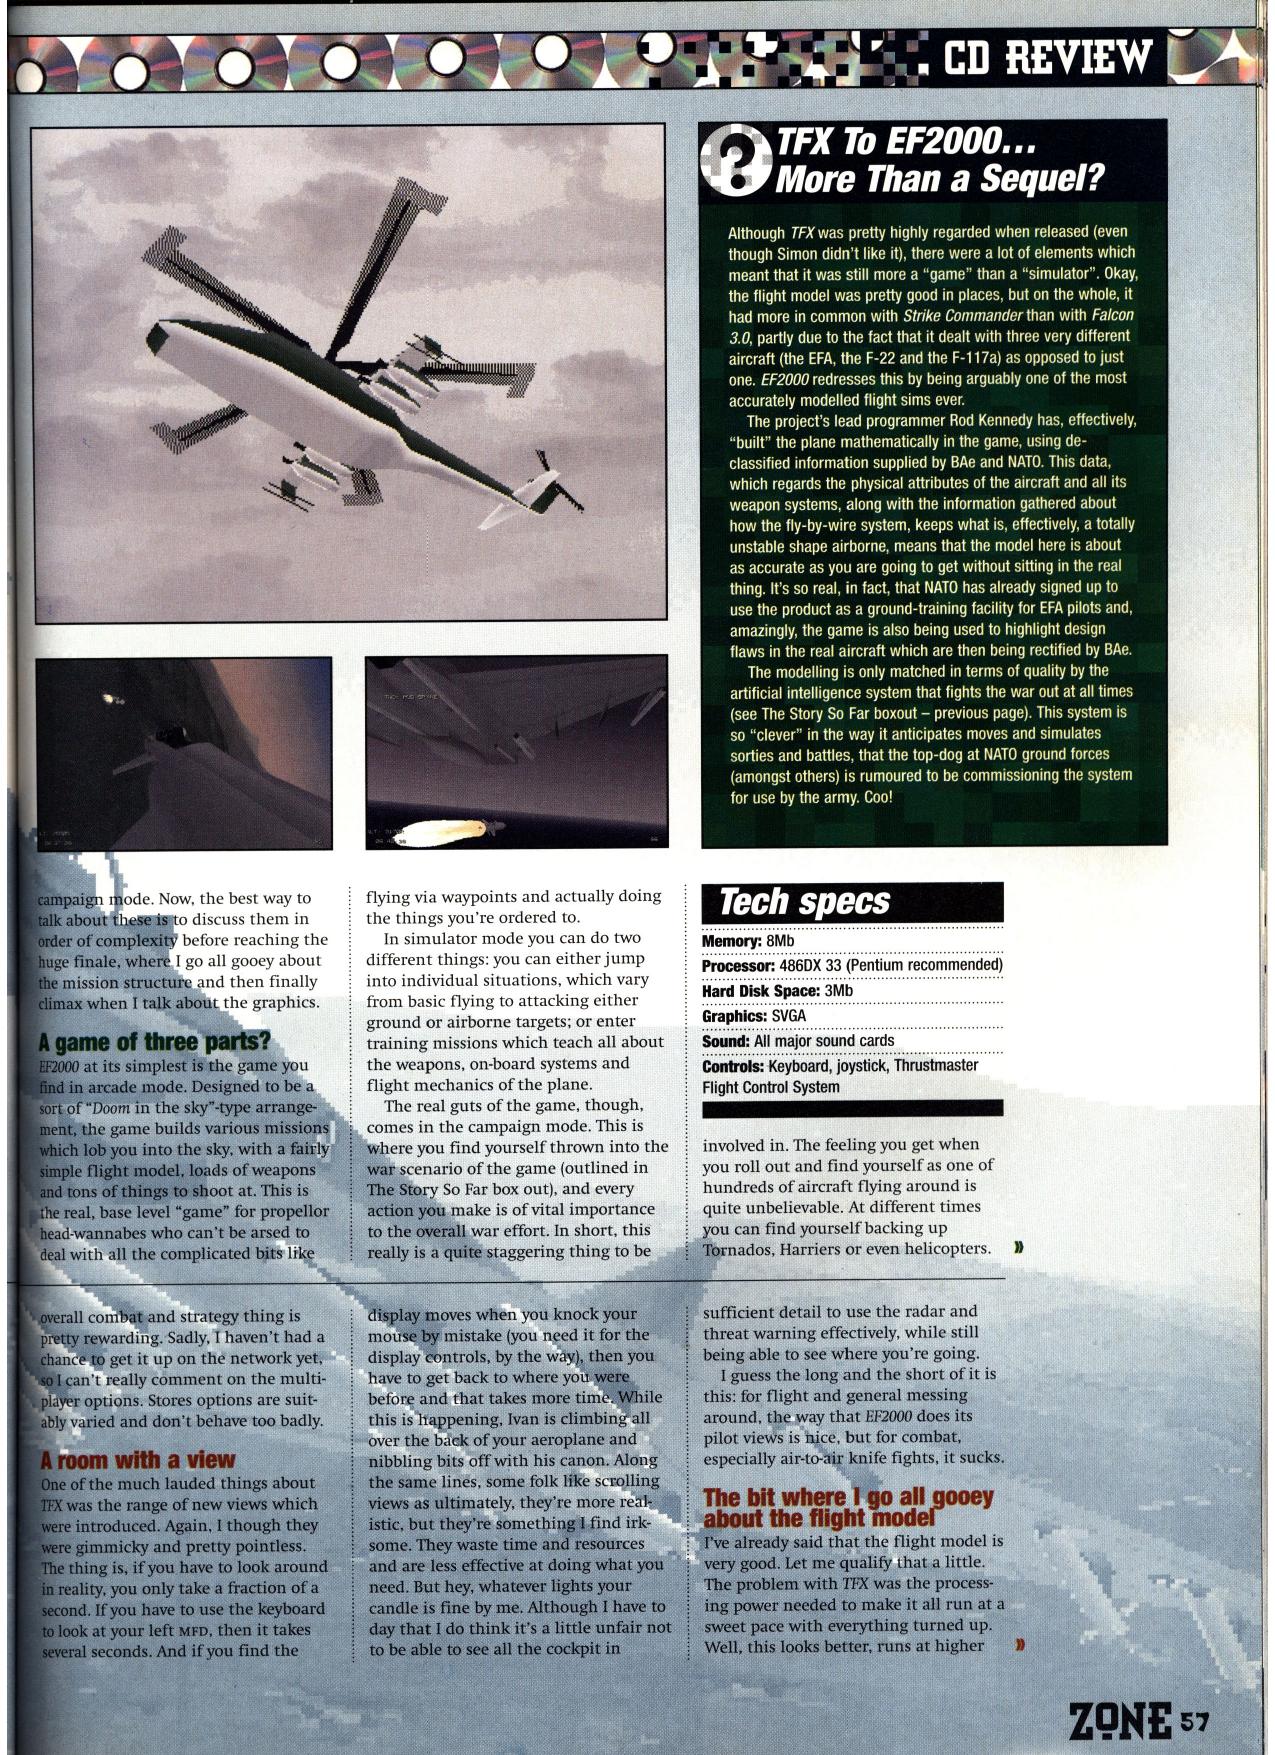 CD REVIEW
TFX To EF2000...
More Than a Sequel?
Although TFX was pretty highly regarded when released (even
though Simon didn't like it), there were a lot of elements which
meant that it was still more a “game” than a “simulator”. Okay,
the flight model was pretty good in places, but on the whole, it
had more in common with Strike Commander than with Falcon
3.0, partly due to the fact that it dealt with three very different
aircraft (the EFA, the F-22 and the F-117a) as opposed to just
one. EF2000 redresses this by being arguably one of the most
accurately modelled flight sims ever.
The project's lead programmer Rod Kennedy has, effectively,
“built” the plane mathematically in the game, using de-
classified information supplied by BAe and NATO. This data,
which regards the physical attributes of the aircraft and all its
weapon systems, along with the information gathered about
how the fly-by-wire system, keeps what is, effectively, a totally
unstable shape airborne, means that the model here is about
as accurate as you are going to get without sitting in the real
thing. It's so real, in fact, that NATO has already signed up to
use the product as a ground-training facility for EFA pilots and,
amazingly, the game is also being used to highlight design
flaws in the real aircraft which are then being rectified by BAe.
The modelling is only matched in terms of quality by the
artificial intelligence system that fights the war out at all times
(see The Story So Far boxout – previous page). This system is
so “clever” in the way it anticipates moves and simulates
sorties and battles, that the top-dog at NATO ground forces
(amongst others) is rumoured to be commissioning the system
for use by the army. Coo!
campaign mode. Now, the best way to
talk about these is to discuss them in
order of complexity before reaching the
huge finale, where I go all gooey about
the mission structure and then finally
climax when I talk about the graphics.
A game of three parts?
EF2000 at its simplest is the game you
find in arcade mode. Designed to be a
sort of “Doom in the sky”-type arrange-
ment, the game builds various missions
which lob you into the sky, with a fairly
simple flight model, loads of weapons
and tons of things to shoot at. This is
the real, base level “game” for propellor
head-wannabes who can't be arsed to
deal with all the complicated bits like
flying via waypoints and actually doing
the things you're ordered to.
In simulator mode you can do two
different things: you can either jump
into individual situations, which vary
from basic flying to attacking either
ground or airborne targets; or enter
training missions which teach all about
the weapons, on-board systems and
flight mechanics of the plane.
The real guts of the game, though,
comes in the campaign mode. This is
where you find yourself thrown into the
war scenario of the game (outlined in
The Story So Far box out), and every
action you make is of vital importance
to the overall war effort. In short, this
really is a quite staggering thing to be
Tech specs
Memory: 8Mb
Processor: 486DX 33 (Pentium recommended)
Hard Disk Space: 3Mb
Graphics: SVGA
Sound: All major sound cards
Controls: Keyboard, joystick, Thrustmaster
Flight Control System
involved in. The feeling you get when
you roll out and find yourself as one of
hundreds of aircraft flying around is
quite unbelievable. At different times
you can find yourself backing up
Tornados, Harriers or even helicopters. »
overall combat and strategy thing is
pretty rewarding. Sadly, I haven't had a
chance to get it up on the network yet,
so I can't really comment on the multi-
player options. Stores options are suit-
ably varied and don't behave too badly.
A room with a view
One of the much lauded things about
TFX was the range of new views which
were introduced. Again, I though they
were gimmicky and pretty pointless.
The thing is, if you have to look around
in reality, you only take a fraction of a
second. If you have to use the keyboard
to look at your left MFD, then it takes
several seconds. And if you find the
display moves when you knock your
mouse by mistake (you need it for the
display controls, by the way), then you
have to get back to where you were
before and that takes more time. While
this is happening, Ivan is climbing all
over the back of your aeroplane and
nibbling bits off with his canon. Along
the same lines, some folk like scrolling
views as ultimately, they're more real-
istic, but they're something I find irk-
some. They waste time and resources
and are less effective at doing what you
need. But hey, whatever lights your
candle is fine by me. Although I have to
day that I do think it's a little unfair not
to be able to see all the cockpit in
sufficient detail to use the radar and
threat warning effectively, while still
being able to see where you're going.
I guess the long and the short of it is
this: for flight and general messing
around, the way that EF2000 does its
pilot views is nice, but for combat,
especially air-to-air knife fights, it sucks.
The bit where I go all gooey
about the flight model
I've already said that the flight model is
very good. Let me qualify that a little.
The problem with TFX was the process-
ing power needed to make it all run at a
sweet pace with everything turned up.
Well, this looks better, runs at higher »
ZONE 57